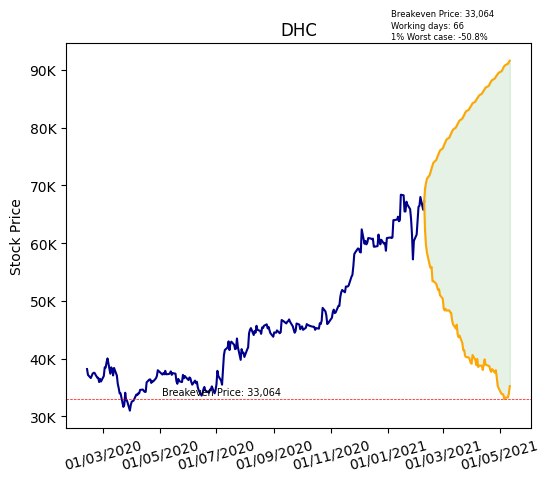 Breakeven Price: 33,064
Working days: 66
1% Worst case: -50.8%
DHC
Stock Price
90K
80K
70K
60K
50K
40K
30K
Breakeven Price: 33,064
01/03/2020
01/05/2020
01/07/2020
01/09/2020
01/11/2020
01/01/2021
01/03/2021
01/05/2021